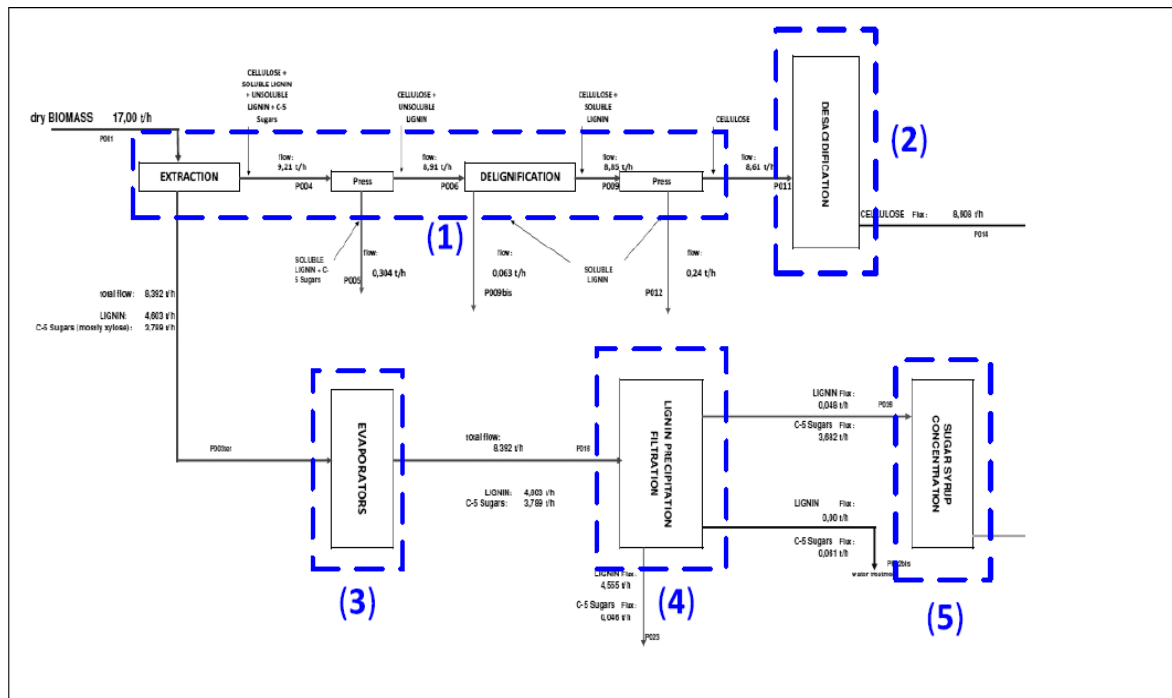 CELLULOSE +
SOLUBLE LIGNIN
+ UNSOLUBLE
LIGNIN + C-5
Sugars
CELLULOSE +
UNSOLUBLE
LIGNIN
CELLULOSE +
SOLUBLE
LIGNIN
CELLULOSE
dry BIOMASS 17,00 t/h
P001
EXTRACTION
flow:
9,21 t/h
P004
Press
flow:
8,91 t/h
P006
DELIGNIFICATION
flow:
8,85 t/h
P009
Press
flow:
8,61 t/h
P011
DESACIDIFICATION
(2)
CELLULOSE Flux: 8,608 t/h
P014
(1)
SOLUBLE
LIGNIN + C-
5 Sugars
flow:
0,304 t/h
P005
flow:
0,063 t/h
P009bis
SOLUBLE
LIGNIN
flow:
0,24 t/h
P012
total flow: 8,392 t/h
LIGNIN: 4,603 t/h
C-5 Sugars (mostly xylose): 3,789 t/h
EVAPORATORS
(3)
total flow:
8,392 t/h
P018
LIGNIN: 4,603 t/h
C-5 Sugars: 3,789 t/h
LIGNIN PRECIPITATION
FILTRATION
(4)
LIGNIN Flux:
4,555 t/h
C-5 Sugars Flux:
0,046 t/h
P023
LIGNIN Flux:
0,048 t/h
C-5 Sugars Flux:
3,682 t/h
LIGNIN Flux:
0,00 t/h
C-5 Sugars Flux:
0,061 t/h
water treatment
SUGAR SYRUP
CONCENTRATION
(5)